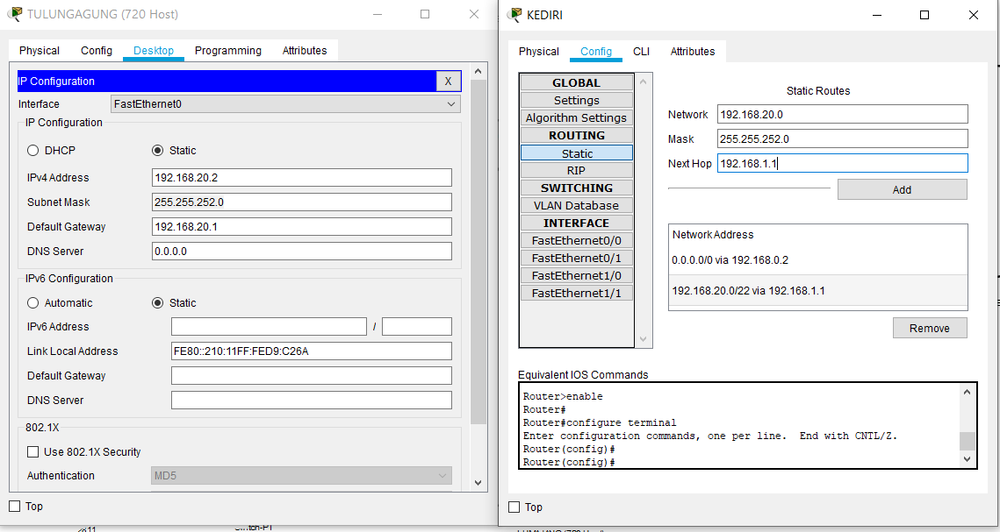 TULUNGAGUNG (720 Host)
Physical Config Desktop Programming Attributes
IP Configuration X
Interface FastEthernet0
IP Configuration
DHCP Static
IPv4 Address 192.168.20.2
Subnet Mask 255.255.252.0
Default Gateway 192.168.20.1
DNS Server 0.0.0.0
IPv6 Configuration
Automatic Static
IPv6 Address /
Link Local Address FE80::210:11FF:FED9:C26A
Default Gateway
DNS Server
802.1X
Use 802.1X Security
Authentication MD5
Top
KEDIRI
Physical Config CLI Attributes
GLOBAL
Settings
Algorithm Settings
ROUTING
Static
RIP
SWITCHING
VLAN Database
INTERFACE
FastEthernet0/0
FastEthernet0/1
FastEthernet1/0
FastEthernet1/1
Static Routes
Network 192.168.20.0
Mask 255.255.252.0
Next Hop 192.168.1.1
Add
Network Address
0.0.0.0/0 via 192.168.0.2
192.168.20.0/22 via 192.168.1.1
Remove
Equivalent IOS Commands
Router>enable
Router#
Router#configure terminal
Enter configuration commands, one per line. End with CNTL/Z.
Router(config)#
Router(config)#
Top